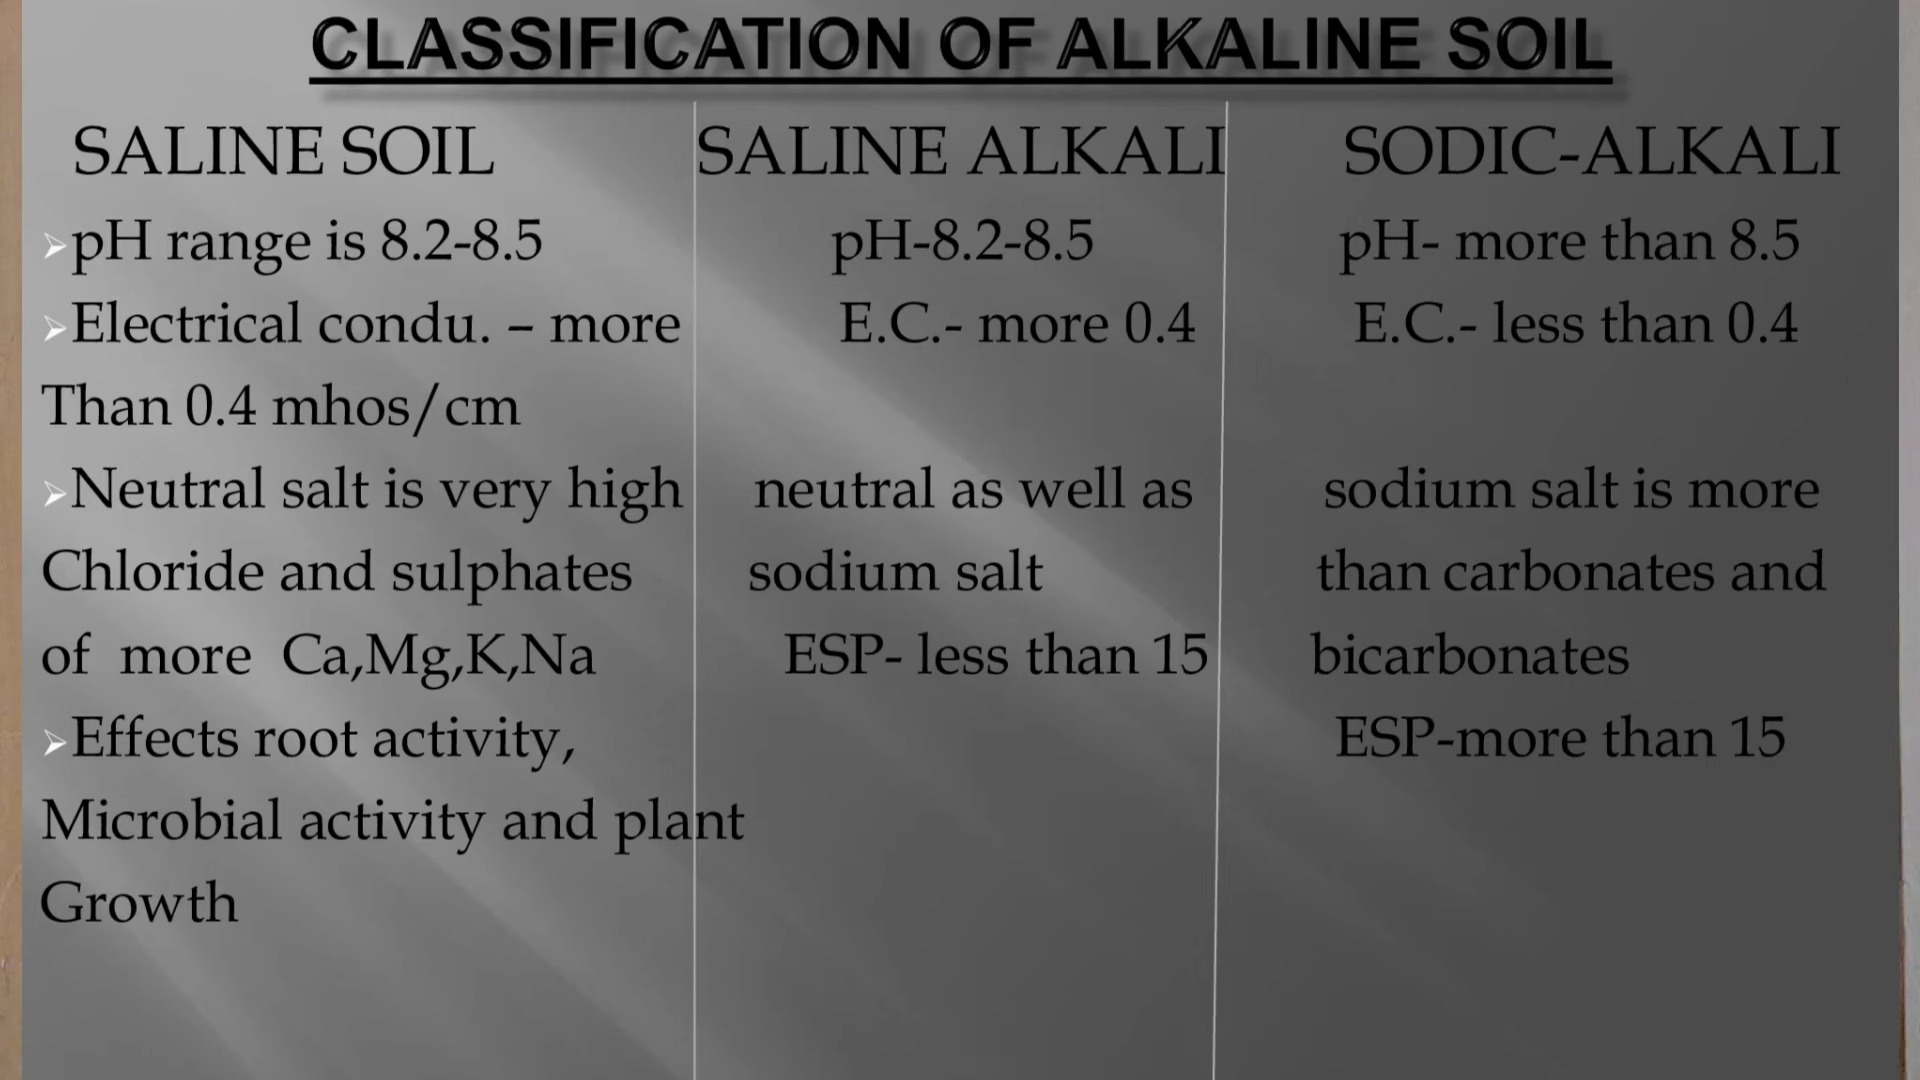 CLASSIFICATION OF ALKALINE SOIL
SALINE SOIL
pH range is 8.2-8.5
Electrical condu. – more
Than 0.4 mhos/cm
Neutral salt is very high
Chloride and sulphates
of more Ca,Mg,K,Na
Effects root activity,
Microbial activity and plant
Growth
SALINE ALKALI
pH-8.2-8.5
E.C.- more 0.4
neutral as well as
sodium salt
ESP- less than 15
SODIC-ALKALI
pH- more than 8.5
E.C.- less than 0.4
sodium salt is more
than carbonates and
bicarbonates
ESP-more than 15